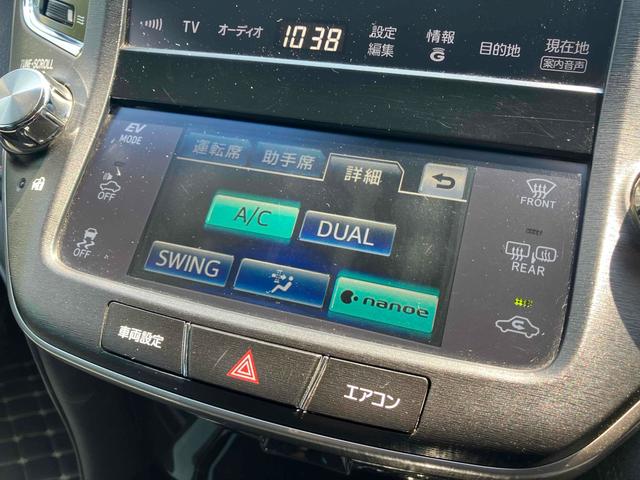 TV オーディオ 10:38 設定編集 情報 G 目的地 現在地 案内音声
TUNE•SCROLL
EV MODE
運転席 助手席 詳細
FRONT
OFF
A/C DUAL
OFF
REAR
SWING nanoe
車両設定 エアコン